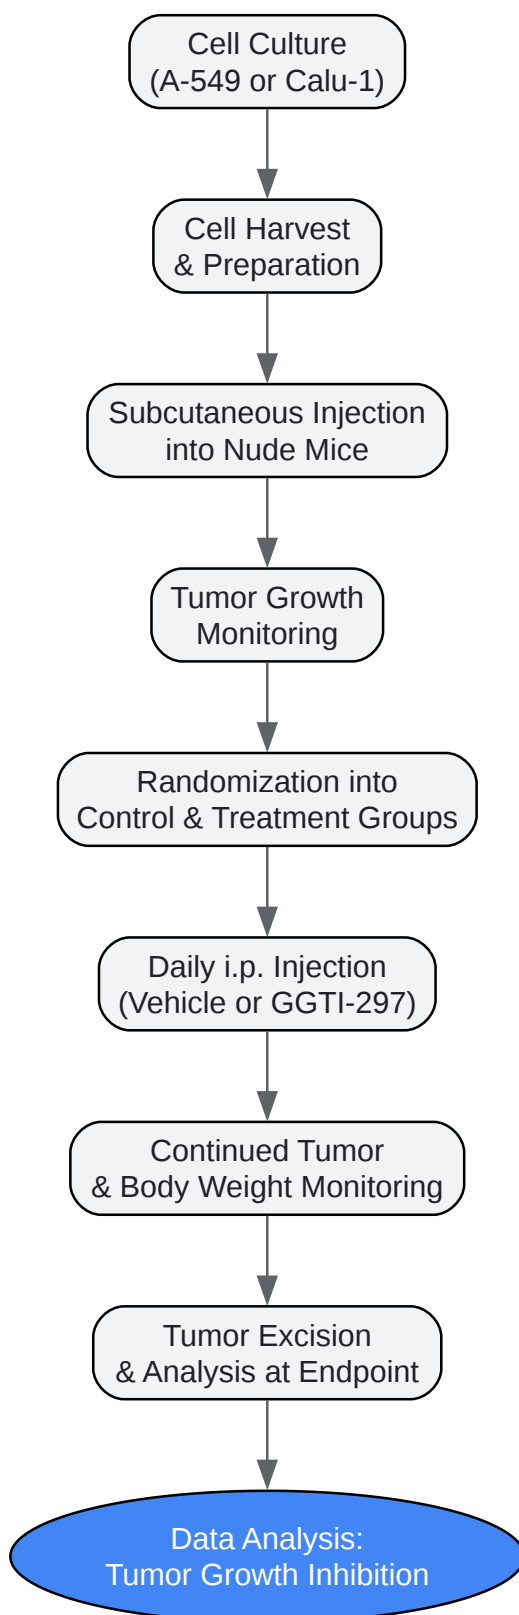 Cell Culture
(A-549 or Calu-1)
Cell Harvest
& Preparation
Subcutaneous Injection
into Nude Mice
Tumor Growth
Monitoring
Randomization into
Control & Treatment Groups
Daily i.p. Injection
(Vehicle or GGTI-297)
Continued Tumor
& Body Weight Monitoring
Tumor Excision
& Analysis at Endpoint
Data Analysis:
Tumor Growth Inhibition